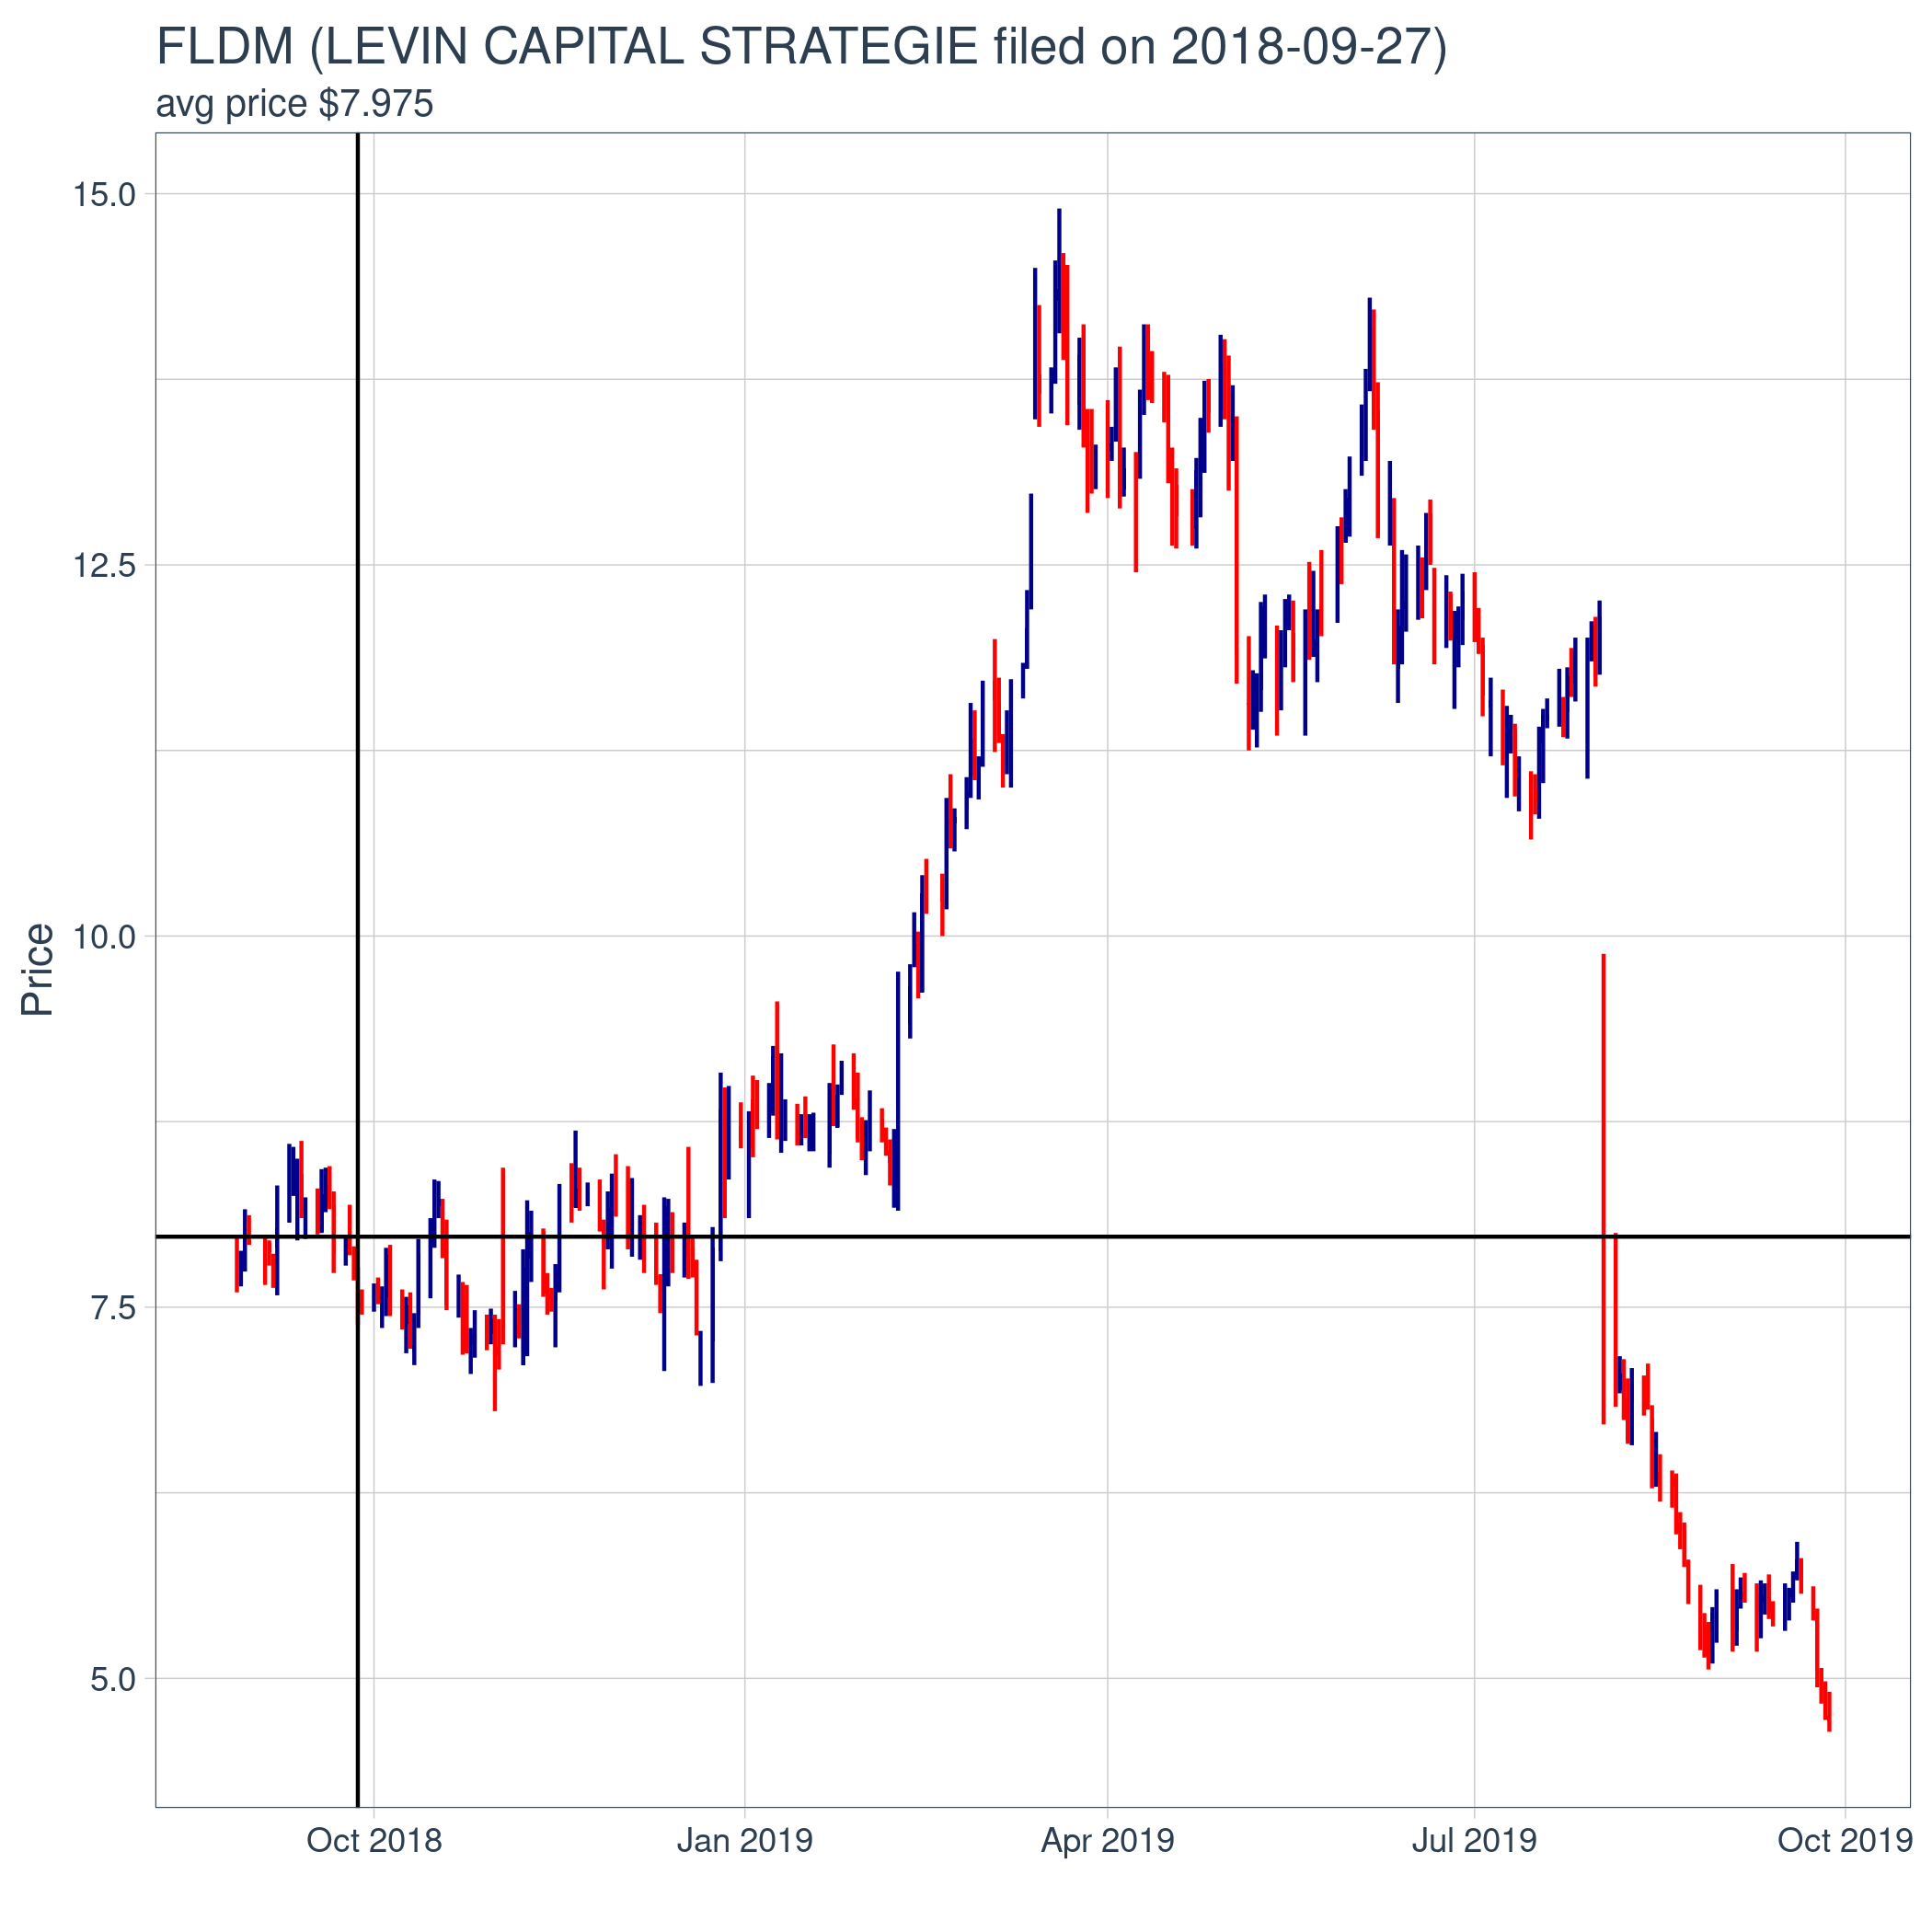 FLDM (LEVIN CAPITAL STRATEGIE filed on 2018-09-27)
avg price $7.975
15.0
12.5
10.0
7.5
5.0
Price
Oct 2018
Jan 2019
Apr 2019
Jul 2019
Oct 2019